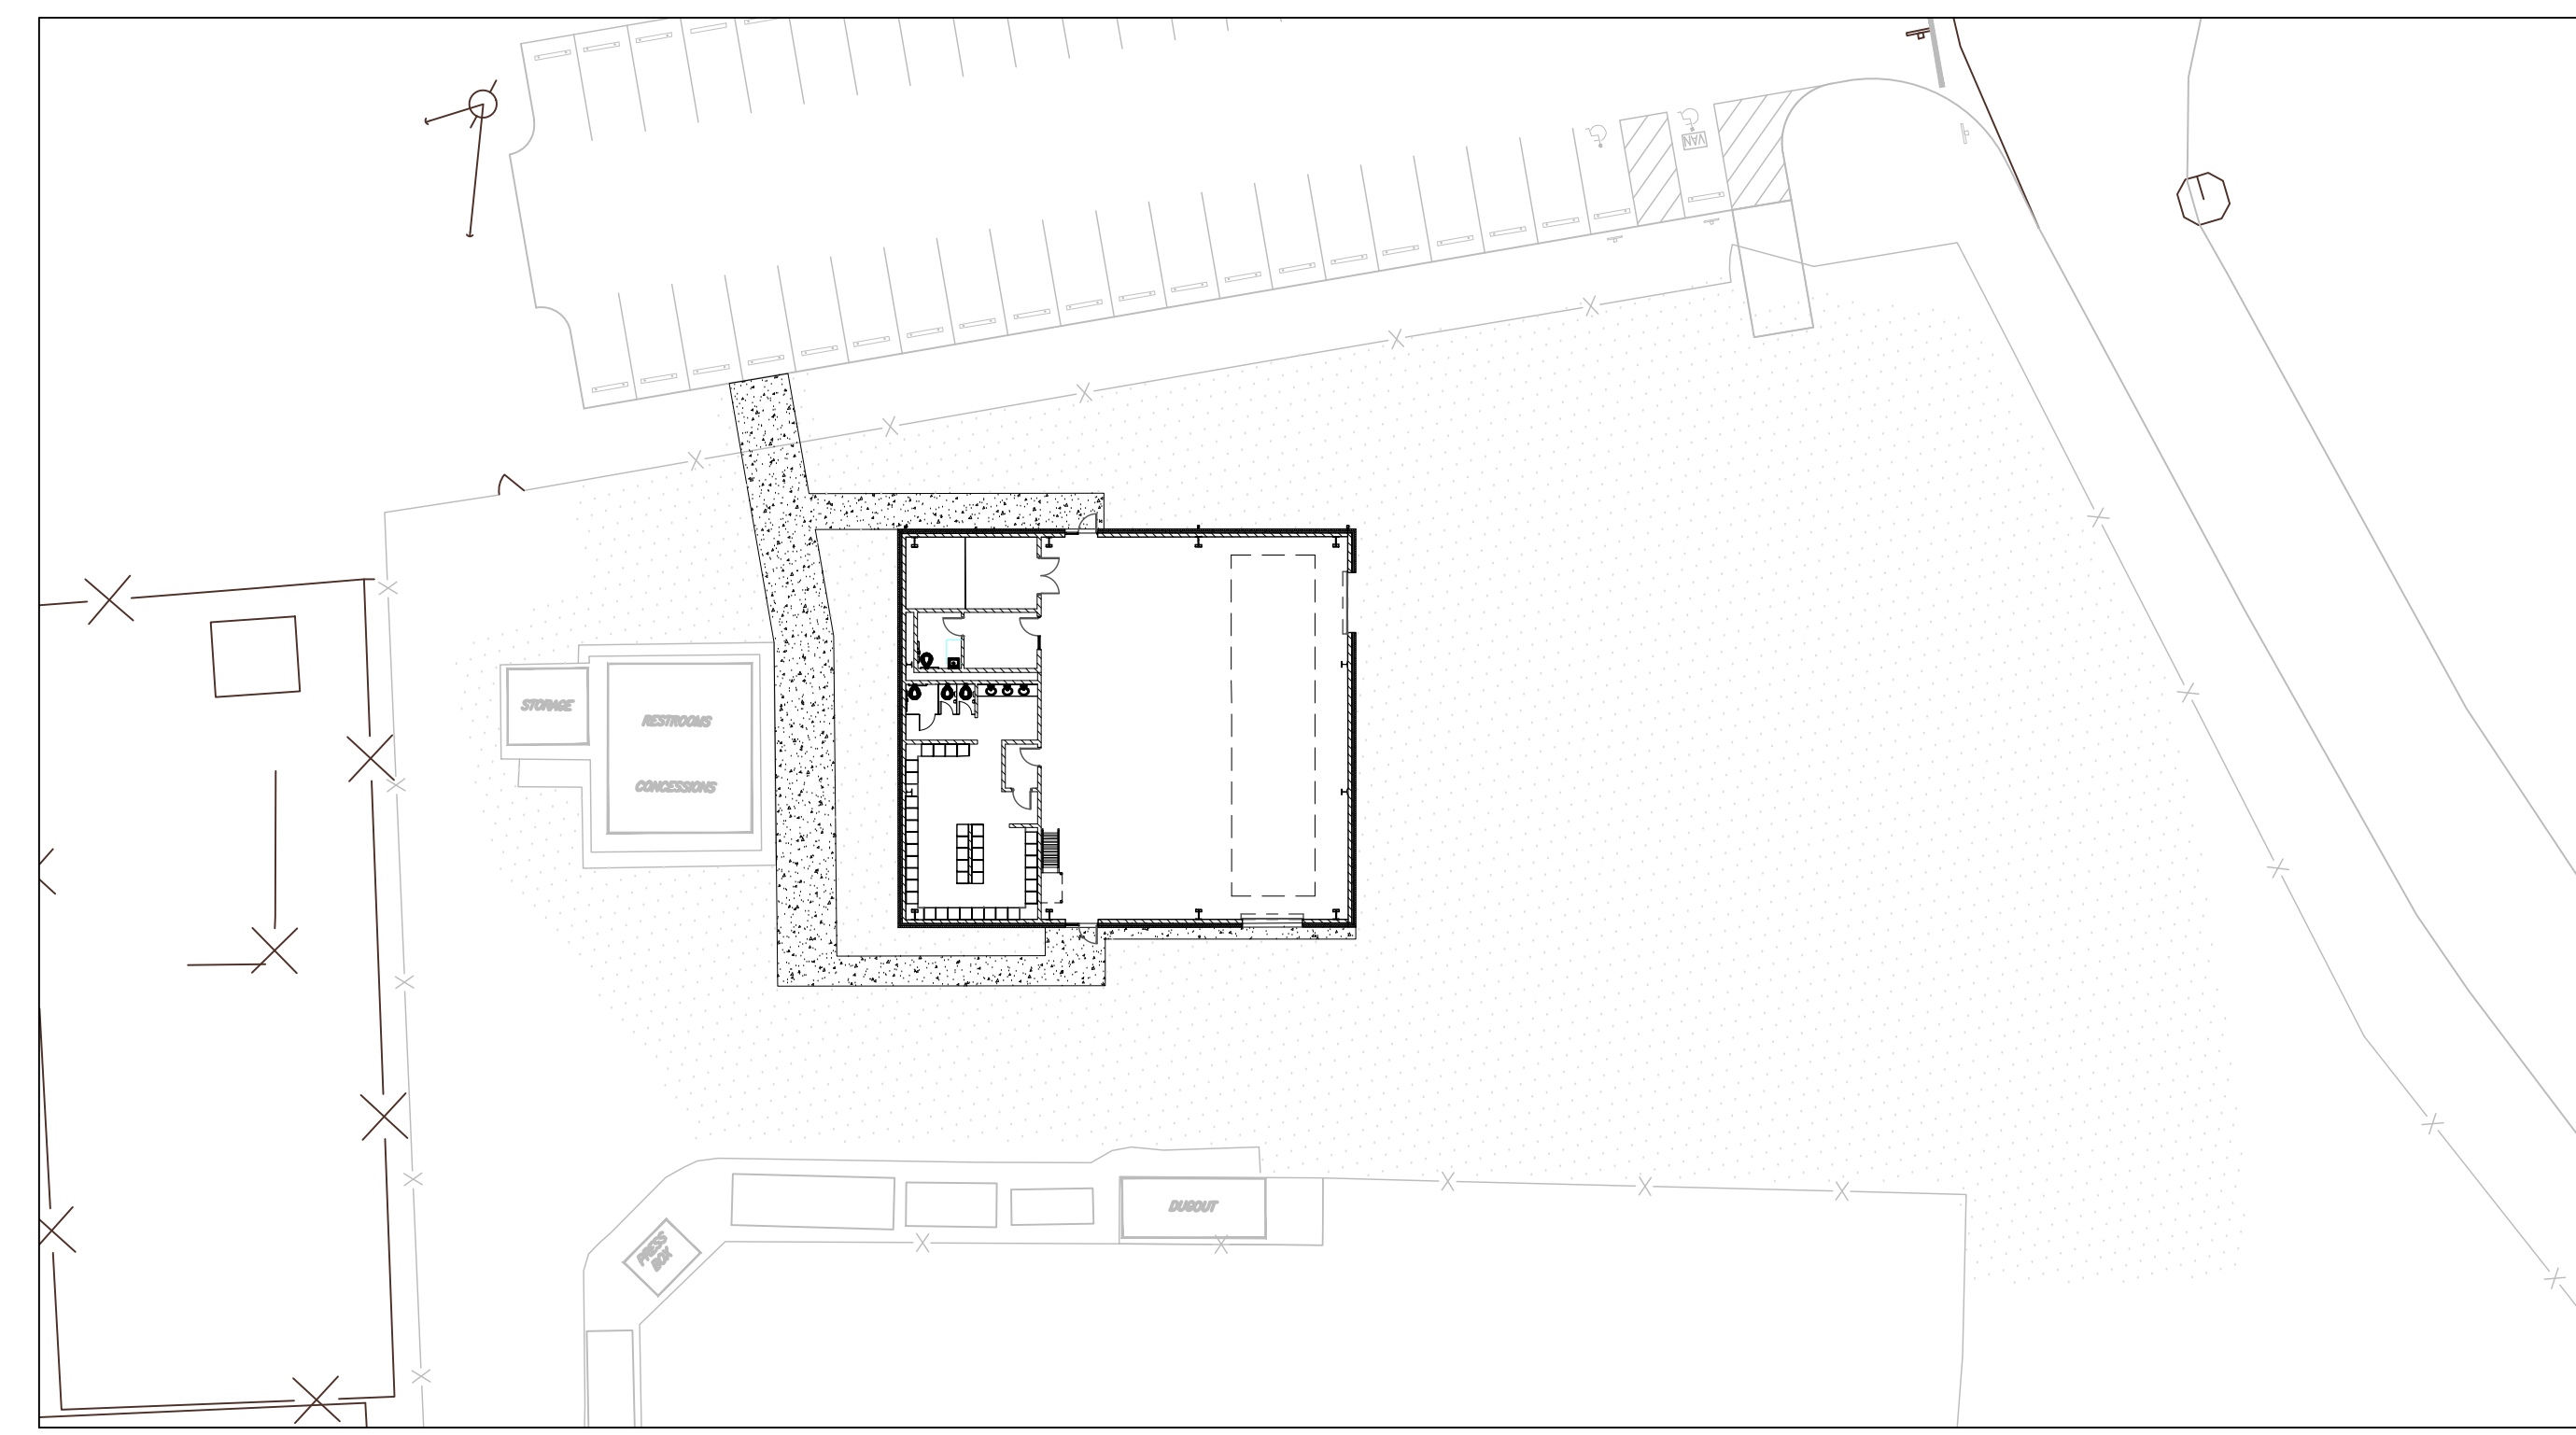 VAN
STORAGE
RESTROOMS
CONCESSIONS
DUGOUT
PRESS
BOX